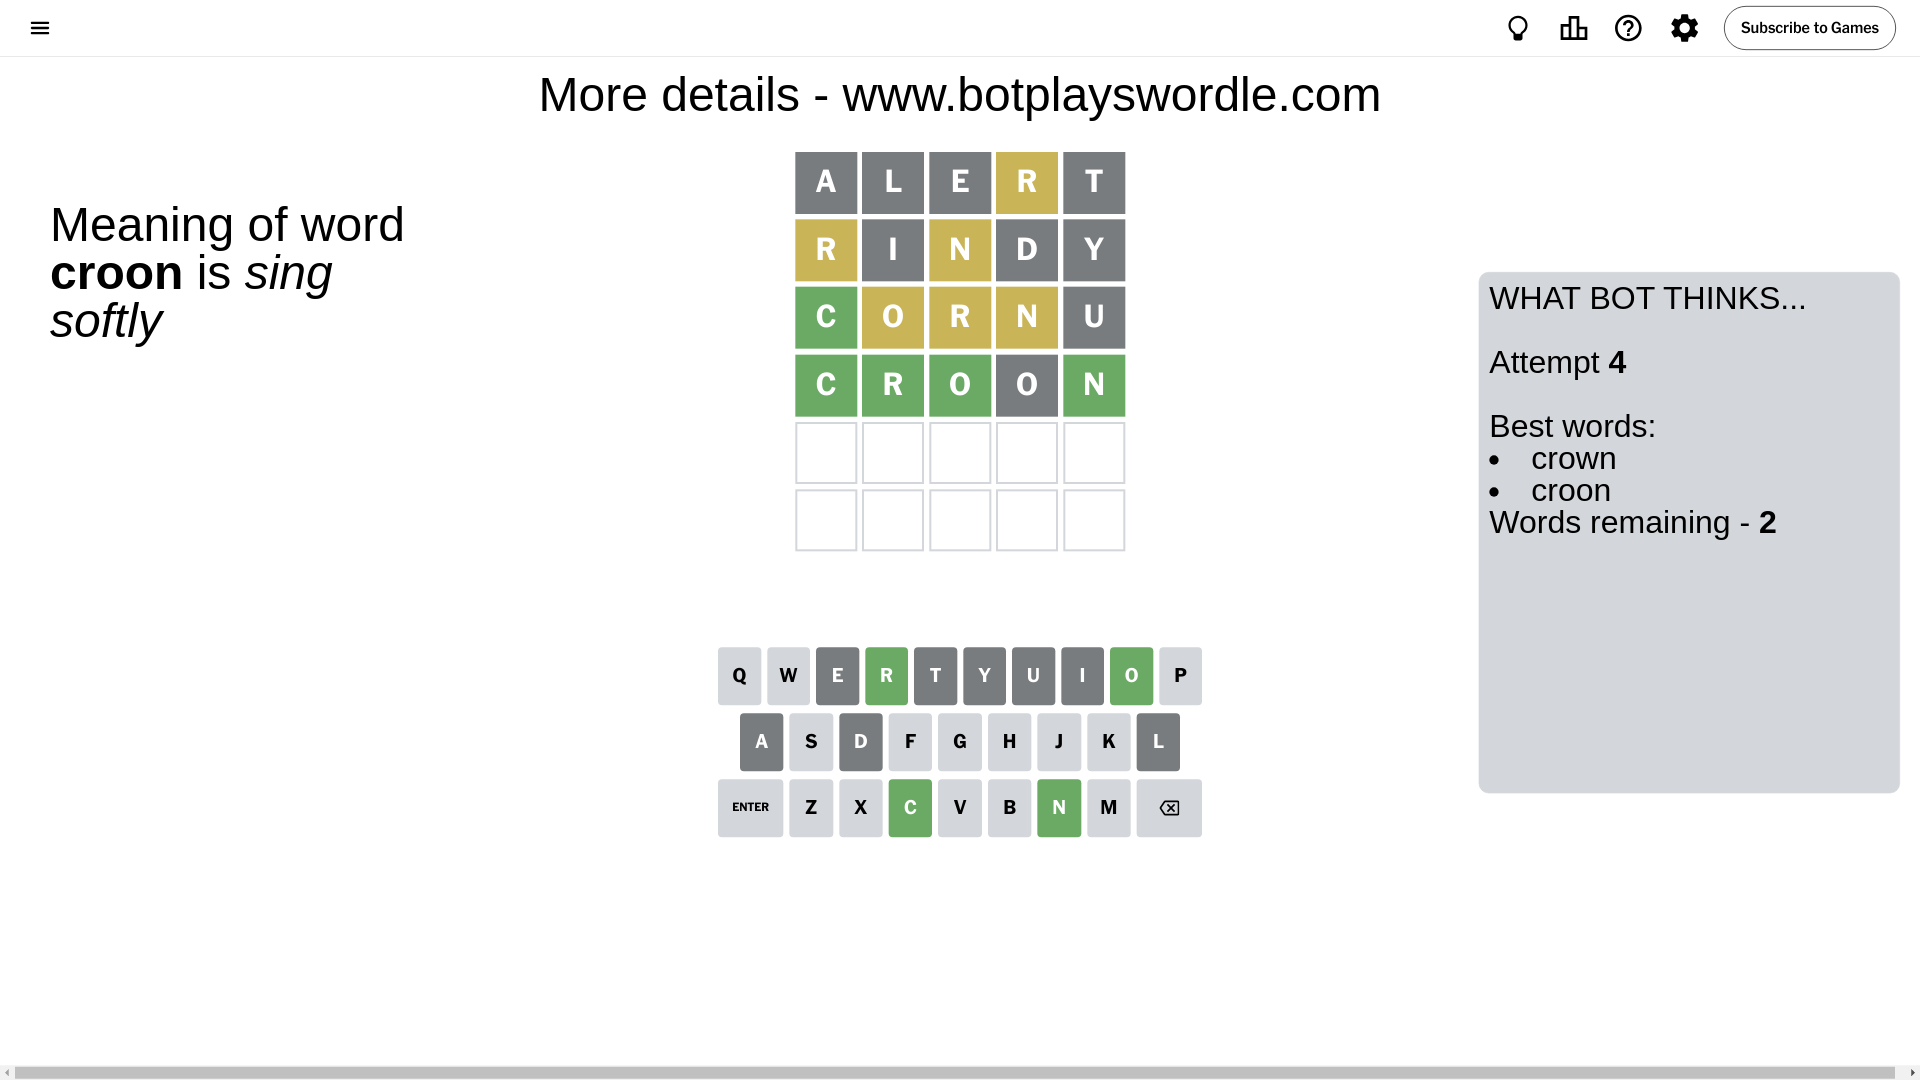 Subscribe to Games
More details - www.botplayswordle.com
Meaning of word
croon is sing
softly
A L E R T
R I N D Y
C O R N U
C R O O N
WHAT BOT THINKS...
Attempt 4
Best words:
• crown
• croon
Words remaining - 2
Q W E R T Y U I O P
A S D F G H J K L
ENTER Z X C V B N M